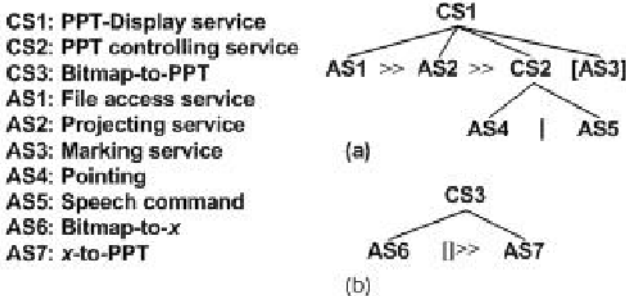 CS1: PPT-Display service
CS2: PPT controlling service
CS3: Bitmap-to-PPT
AS1: File access service
AS2: Projecting service
AS3: Marking service
AS4: Pointing
AS5: Speech command
AS6: Bitmap-to-x
AS7: x-to-PPT
CS1
AS1 >> AS2 >> CS2 [AS3]
AS4 | AS5
(a)
CS3
AS6 []>> AS7
(b)